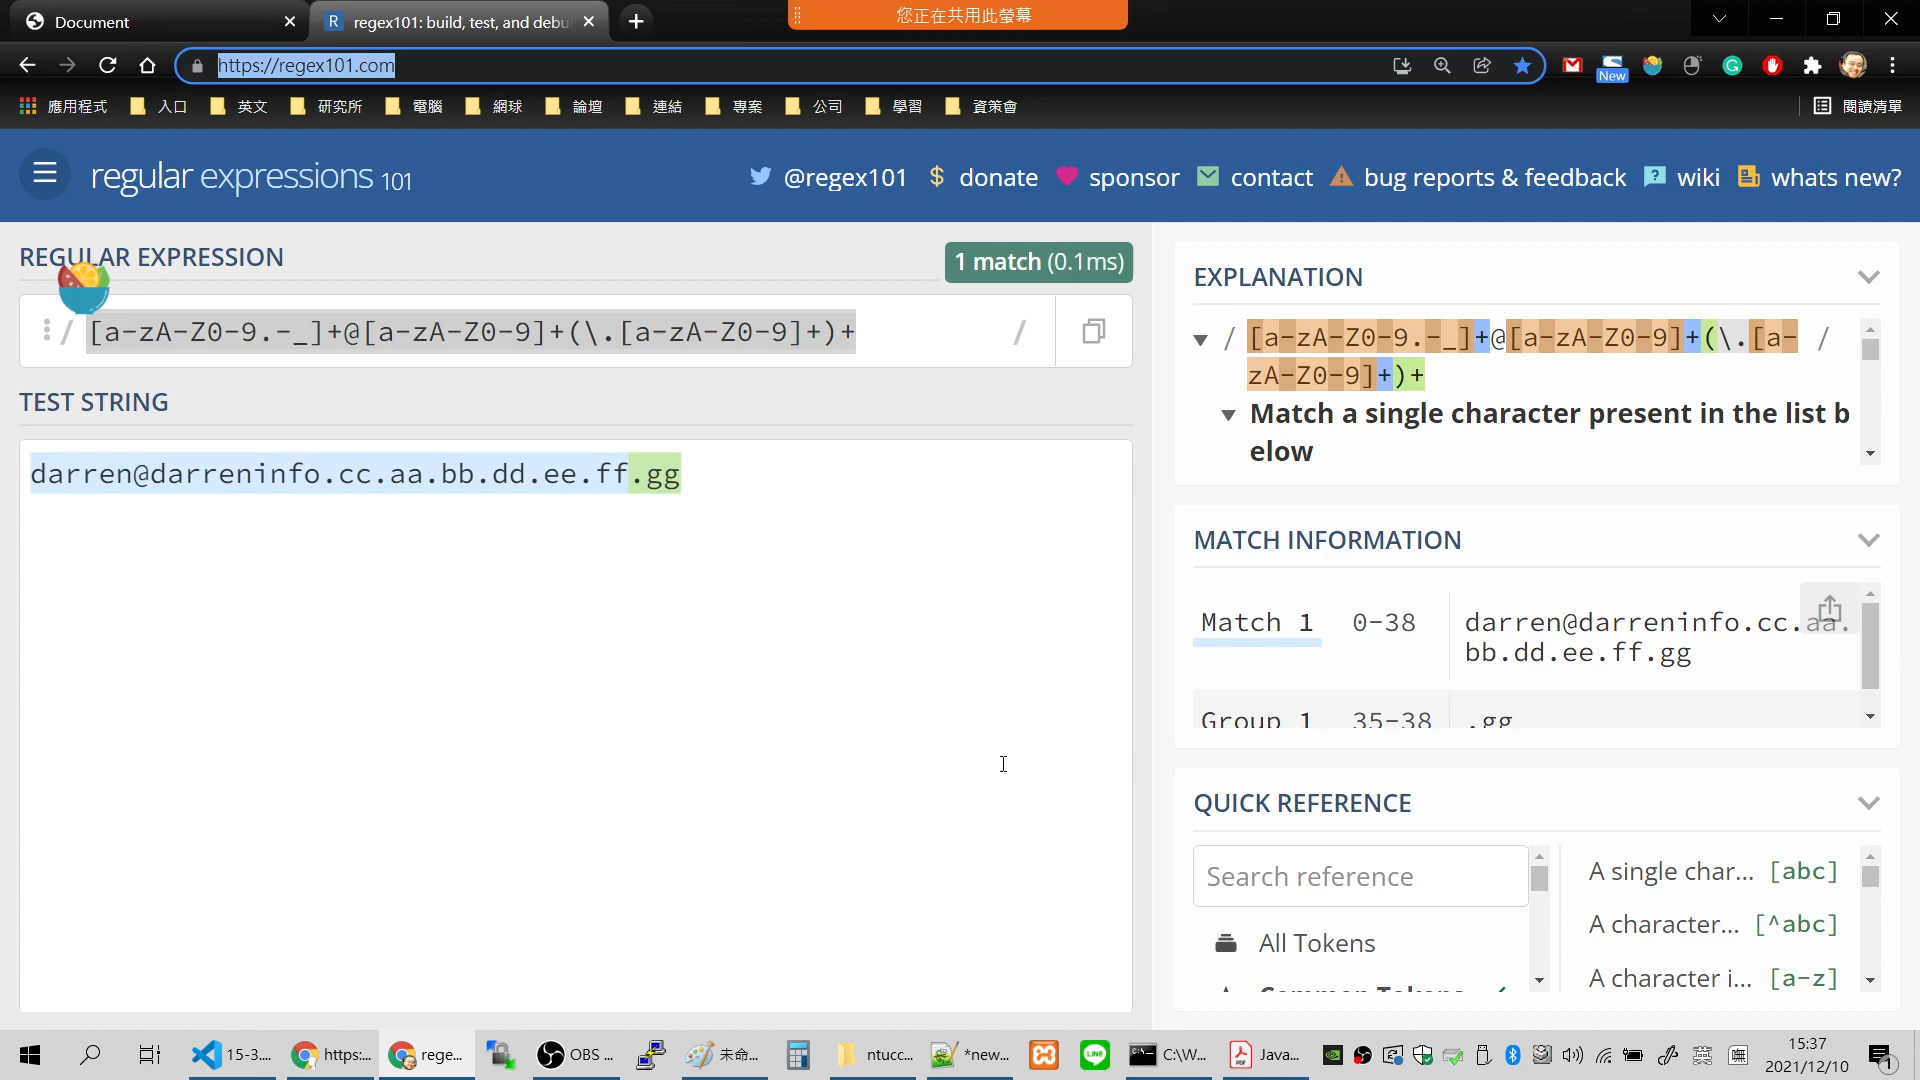 Document
regex101: build, test, and debu
您正在共用此螢幕
https://regex101.com
New
應用程式
入口
英文
研究所
電腦
網球
論壇
連結
專案
公司
學習
資策會
閱讀清單
regular expressions 101
@regex101
donate
sponsor
contact
bug reports & feedback
wiki
whats new?
REGULAR EXPRESSION
1 match (0.1ms)
/ [a-zA-Z0-9.-_]+@[a-zA-Z0-9]+(\.[a-zA-Z0-9]+)+ /
TEST STRING
darren@darreninfo.cc.aa.bb.dd.ee.ff.gg
EXPLANATION
/ [a-zA-Z0-9.-_]+@[a-zA-Z0-9]+(\.[a- /
zA-Z0-9]+)+
Match a single character present in the list b
elow
MATCH INFORMATION
Match 1 0-38 darren@darreninfo.cc.aa.
bb.dd.ee.ff.gg
Group 1 35-38 .gg
QUICK REFERENCE
Search reference
All Tokens
Common Tokens
A single char... [abc]
A character... [^abc]
A character i... [a-z]
15-3....
https:...
rege...
OBS ...
未命...
ntucc...
*new...
LINE
C:\W...
Java...
英
15:37
2021/12/10
1